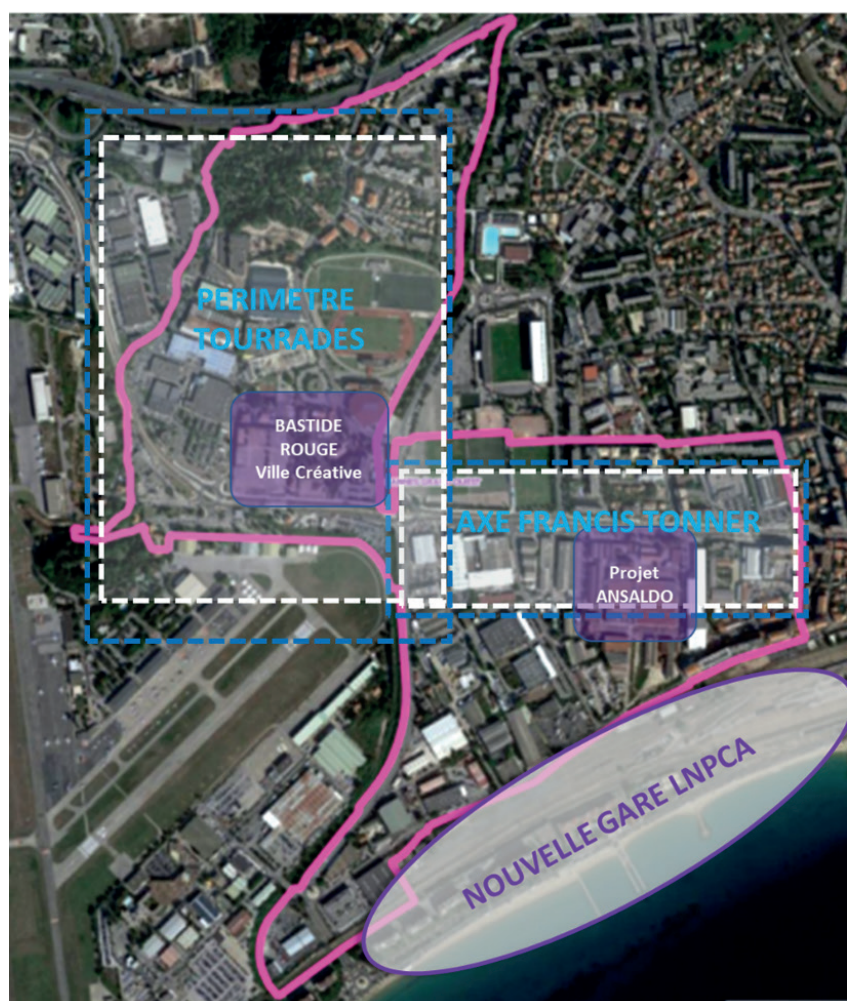 PERIMETRE
TOURRADES
BASTIDE
ROUGE
Ville Créative
AXE FRANCIS TONNER
Projet
ANSALDO
NOUVELLE GARE LNPCA